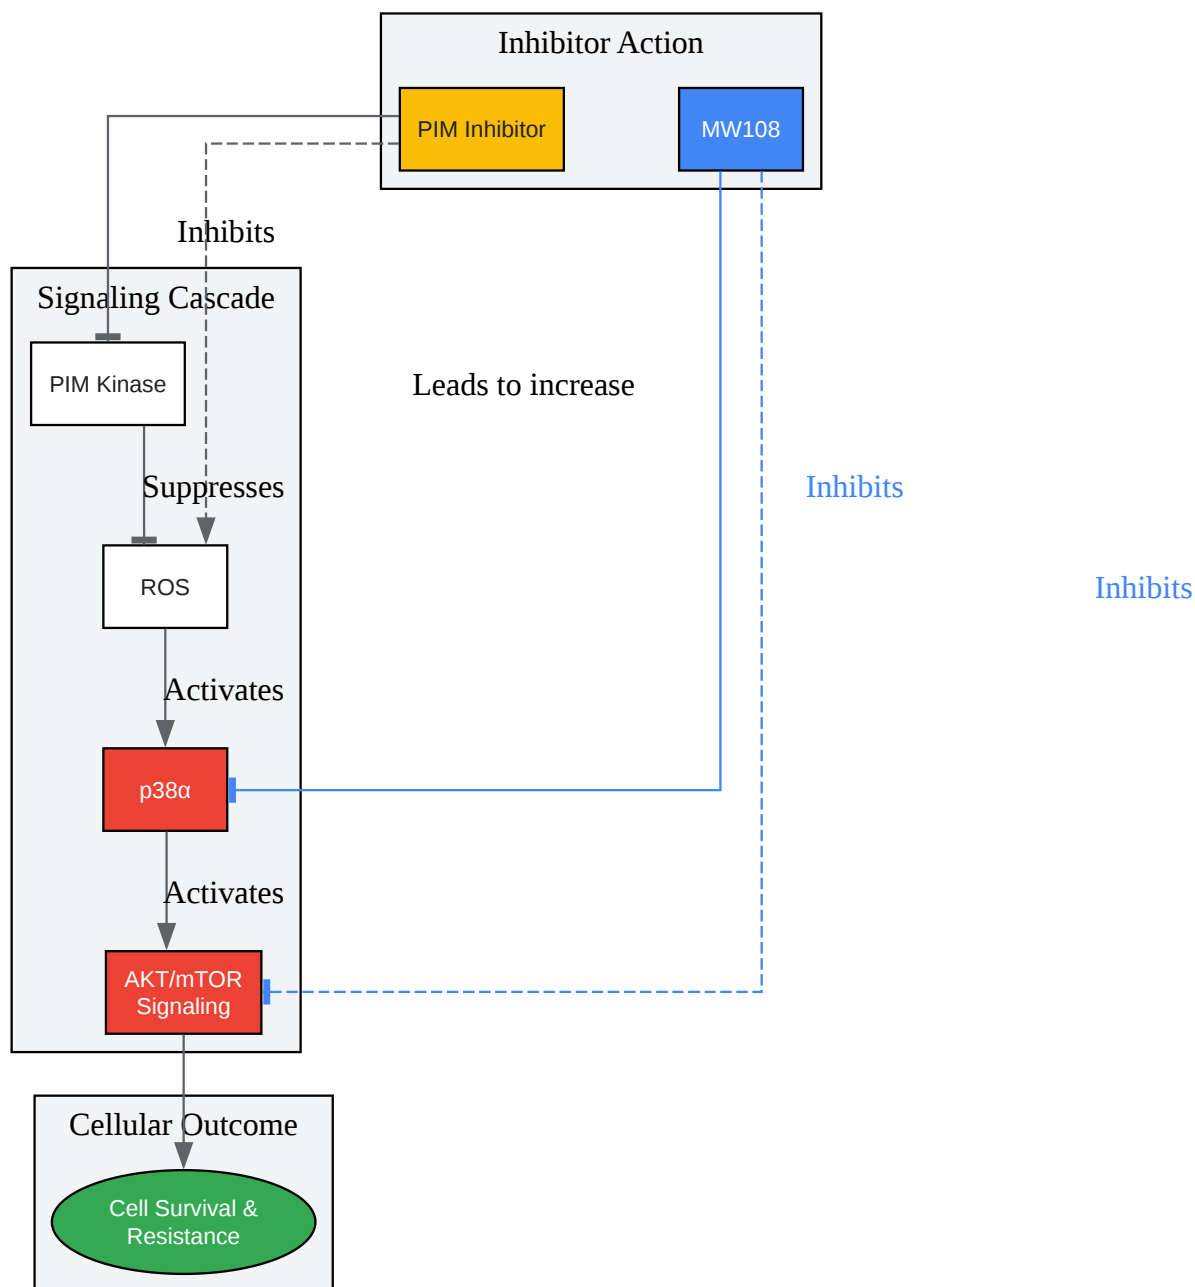 Inhibitor Action
PIM Inhibitor
MW108
Inhibits
Signaling Cascade
PIM Kinase
Leads to increase
Suppresses
Inhibits
ROS
Inhibits
Activates
p38α
Activates
AKT/mTOR
Signaling
Cellular Outcome
Cell Survival &
Resistance